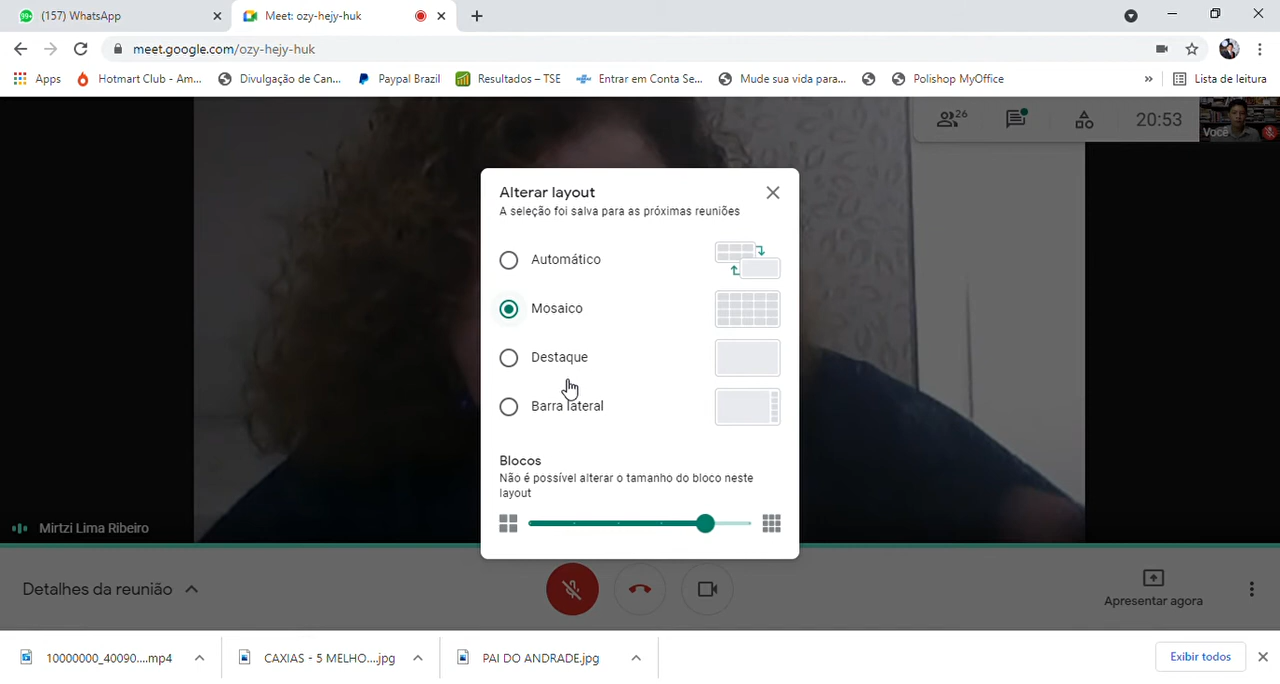 99+ (157) WhatsApp
Meet: ozy-hejy-huk
meet.google.com/ozy-hejy-huk
Apps
Hotmart Club - Am...
Divulgação de Can...
Paypal Brazil
Resultados – TSE
Entrar em Conta Se...
Mude sua vida para...
Polishop MyOffice
»
Lista de leitura
26
20:53
Você
Alterar layout
A seleção foi salva para as próximas reuniões
Automático
Mosaico
Destaque
Barra lateral
Blocos
Não é possível alterar o tamanho do bloco neste
layout
Mirtzi Lima Ribeiro
Detalhes da reunião
Apresentar agora
10000000_40090....mp4
CAXIAS - 5 MELHO....jpg
PAI DO ANDRADE.jpg
Exibir todos